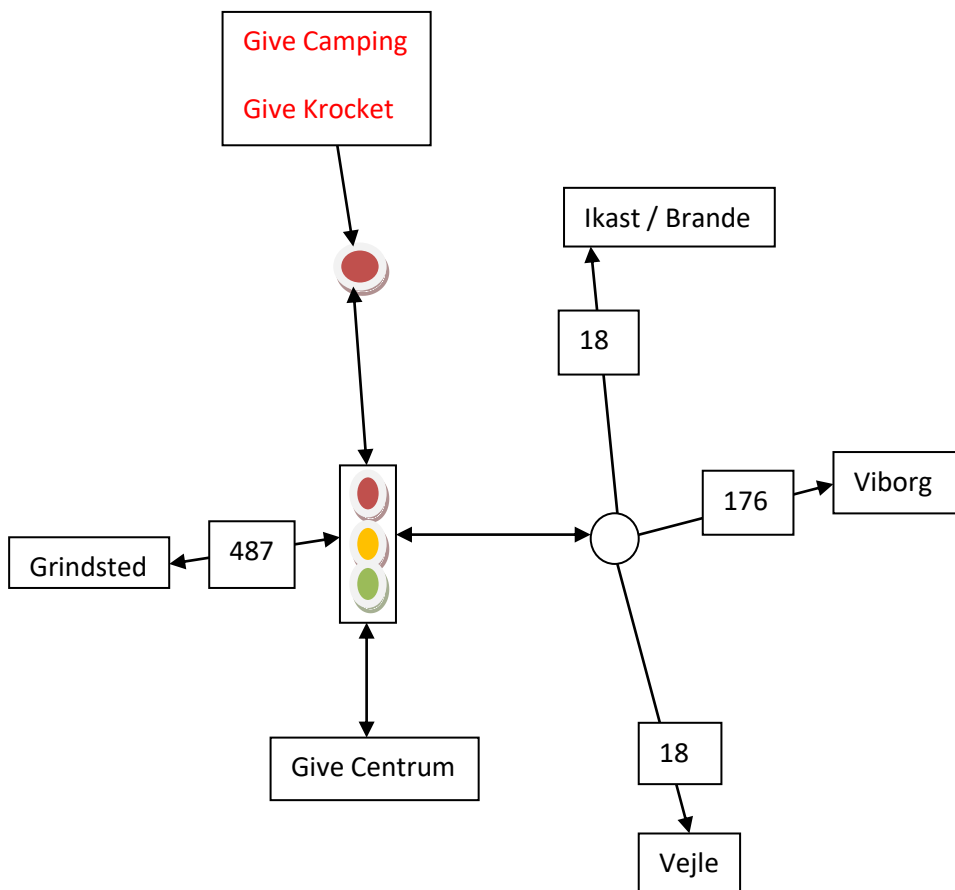 Give Camping
Give Krocket
Ikast / Brande
18
Viborg
176
487
Grindsted
18
Give Centrum
Vejle